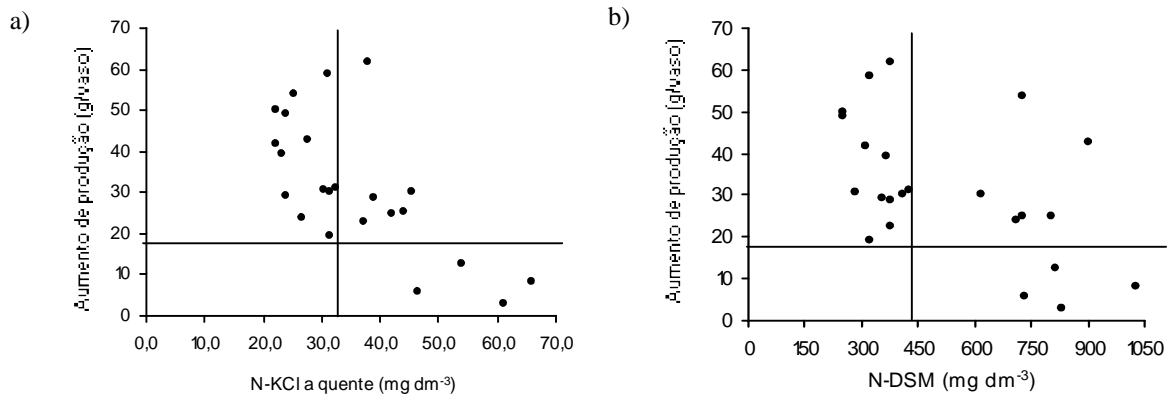 a)
Aumento de produção (g/vaso)
70
60
50
40
30
20
10
0
0,0 10,0 20,0 30,0 40,0 50,0 60,0 70,0
N-KCl a quente (mg dm-3)
b)
Aumento de produção (g/vaso)
70
60
50
40
30
20
10
0
0 150 300 450 600 750 900 1050
N-DSM (mg dm-3)